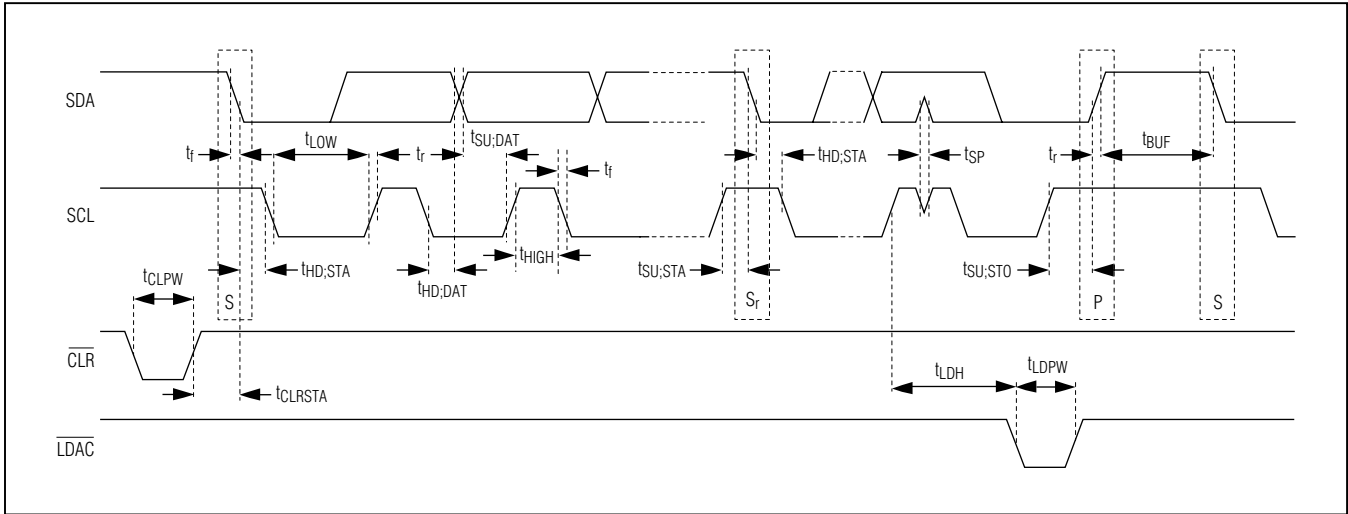 SDA
tf
tLOW
tr
tSU;DAT
tf
tHD;STA
tSP
tr
tBUF
SCL
tHD;STA
tHD;DAT
tHIGH
tSU;STA
tSU;STO
tCLPW
S
Sr
P
S
CLR
tCLRSTA
tLDH
tLDPW
LDAC